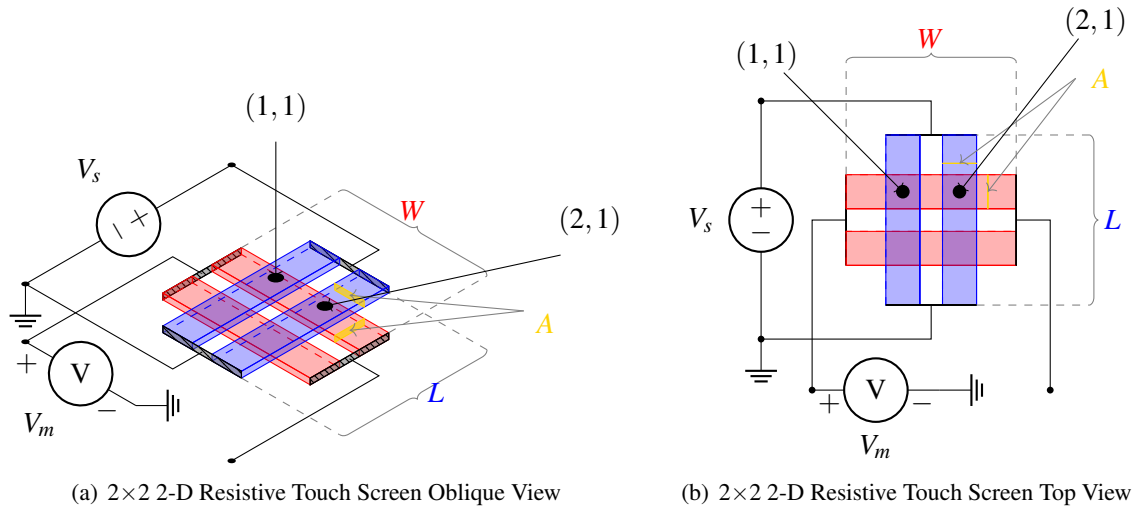 (1,1)
V_s
− +
W
(2,1)
A
+
V
−
V_m
L
(a) 2×2 2-D Resistive Touch Screen Oblique View
(2,1)
W
(1,1)
A
V_s
+
−
L
+
V
−
V_m
(b) 2×2 2-D Resistive Touch Screen Top View